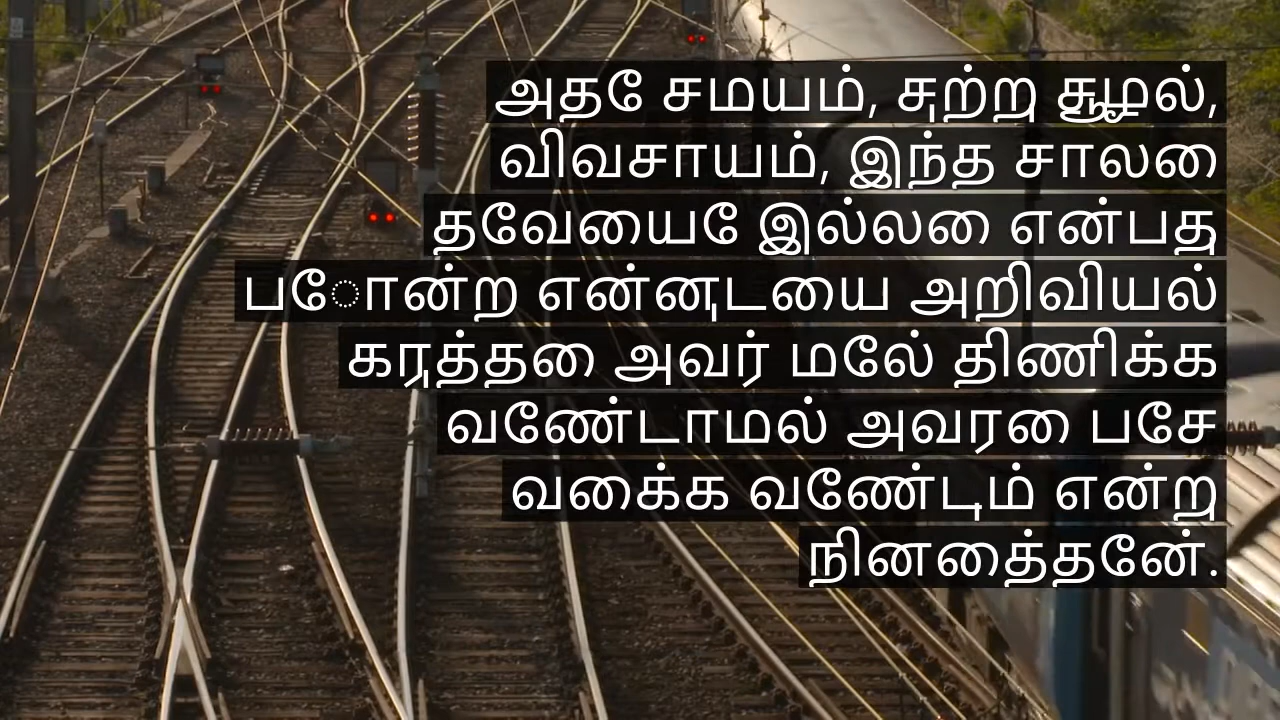 அதே சமயம், சுற்று சூழல்,
விவசாயம், இந்த சாலை
தேவையே இல்லை என்பது
போன்ற என்னுடைய அறிவியல்
கருத்தை அவர் மேல் திணிக்க
வேண்டாமல் அவரை பேச
வைக்க வேண்டும் என்று
நினைத்தேன்.